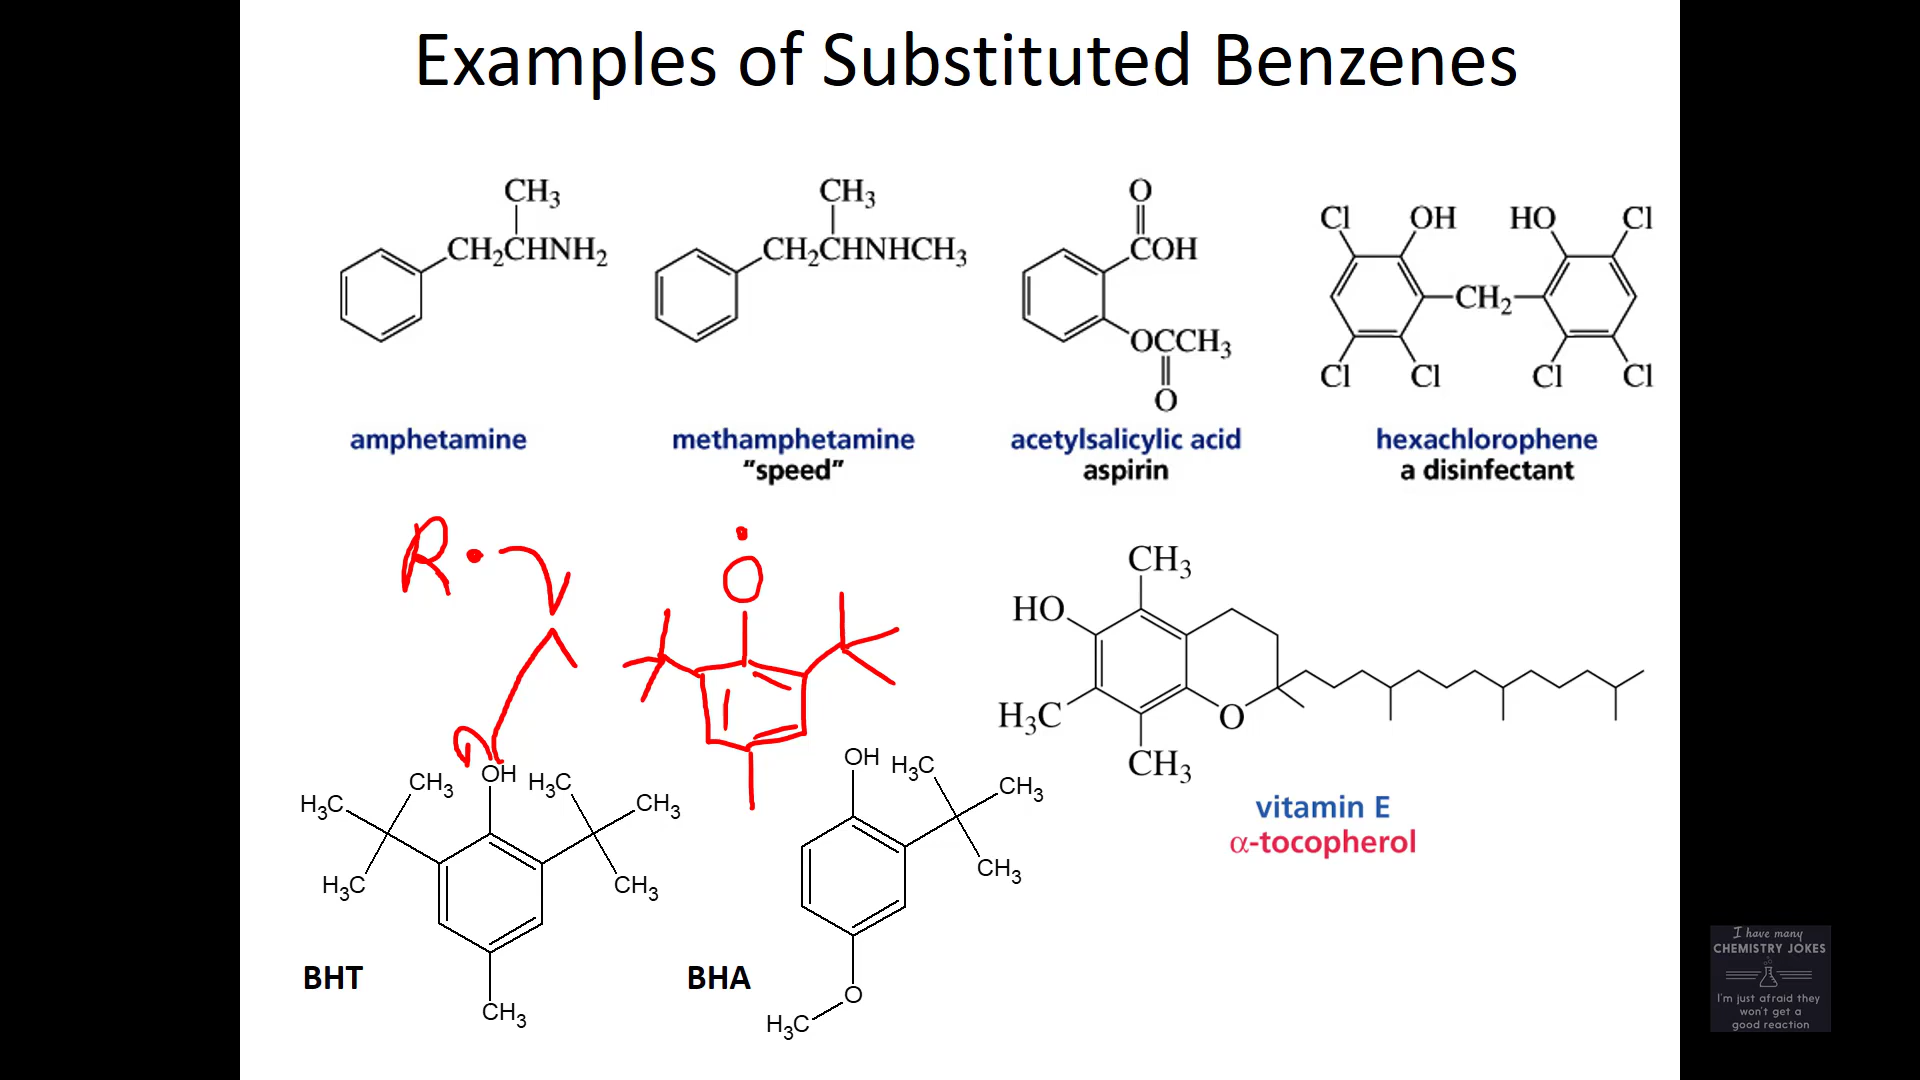 Examples of Substituted Benzenes
CH3
CH2CHNH2
amphetamine
CH3
CH2CHNHCH3
methamphetamine
"speed"
O
COH
OCCH3
O
acetylsalicylic acid
aspirin
Cl OH HO Cl
CH2
Cl Cl Cl Cl
hexachlorophene
a disinfectant
R•
•
O
CH3
HO
H3C
O
CH3
vitamin E
α-tocopherol
OH
CH3 H3C
H3C CH3
H3C CH3
CH3
BHT
OH
H3C
CH3
CH3
O
H3C
BHA
I have many
CHEMISTRY JOKES
I'm just afraid they
won't get a
good reaction